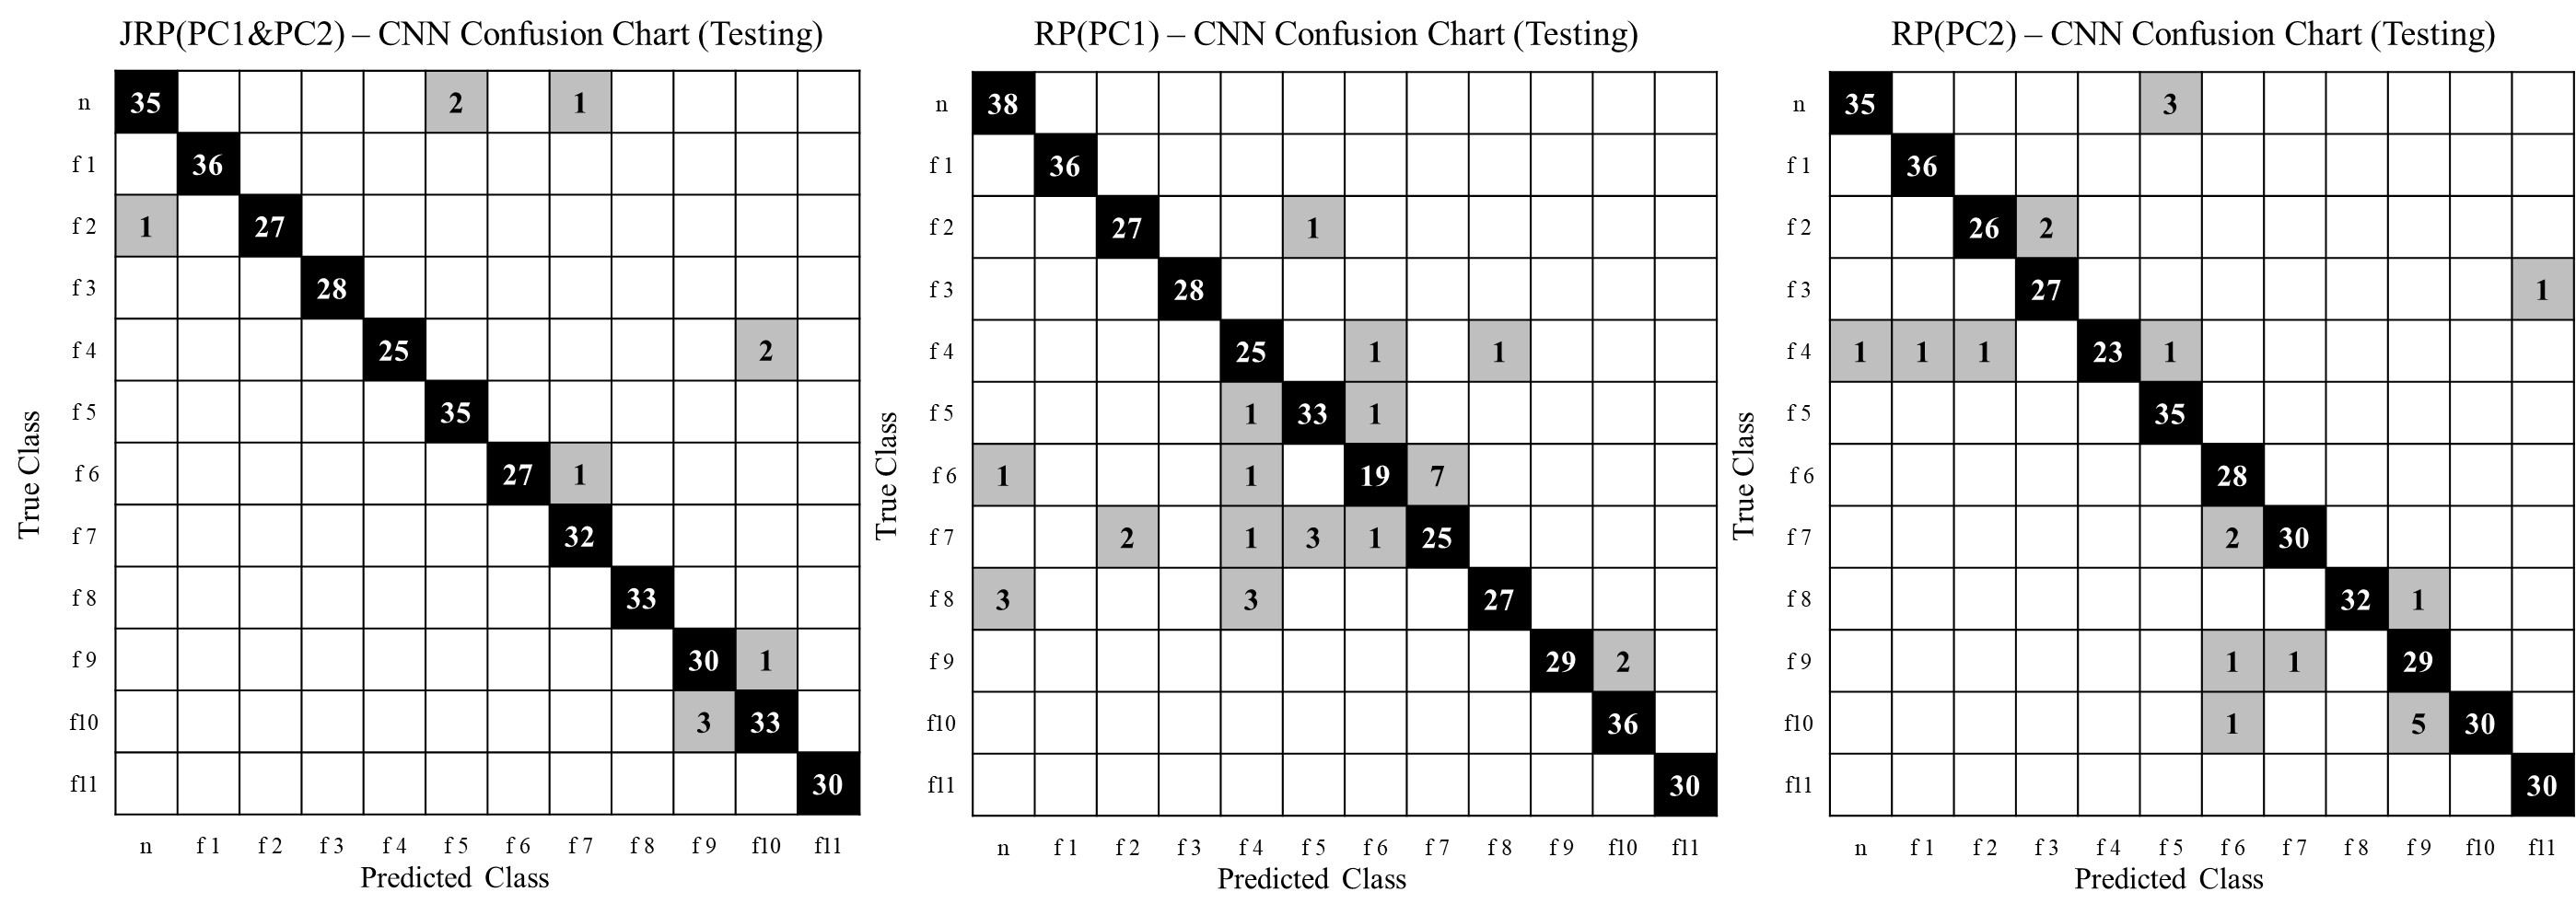 JRP(PC1&PC2) – CNN Confusion Chart (Testing)
n 35 2 1
f 1 36
f 2 1 27
f 3 28
f 4 25 2
f 5 35
f 6 27 1
f 7 32
f 8 33
f 9 30 1
f10 3 33
f11 30
True Class
n f 1 f 2 f 3 f 4 f 5 f 6 f 7 f 8 f 9 f10 f11
Predicted Class
RP(PC1) – CNN Confusion Chart (Testing)
n 38
f 1 36
f 2 27 1
f 3 28
f 4 25 1 1
f 5 1 33 1
f 6 1 1 19 7
f 7 2 1 3 1 25
f 8 3 3 27
f 9 29 2
f10 36
f11 30
True Class
n f 1 f 2 f 3 f 4 f 5 f 6 f 7 f 8 f 9 f10 f11
Predicted Class
RP(PC2) – CNN Confusion Chart (Testing)
n 35 3
f 1 36
f 2 26 2
f 3 27 1
f 4 1 1 1 23 1
f 5 35
f 6 28
f 7 2 30
f 8 32 1
f 9 1 1 29
f10 1 5 30
f11 30
True Class
n f 1 f 2 f 3 f 4 f 5 f 6 f 7 f 8 f 9 f10 f11
Predicted Class